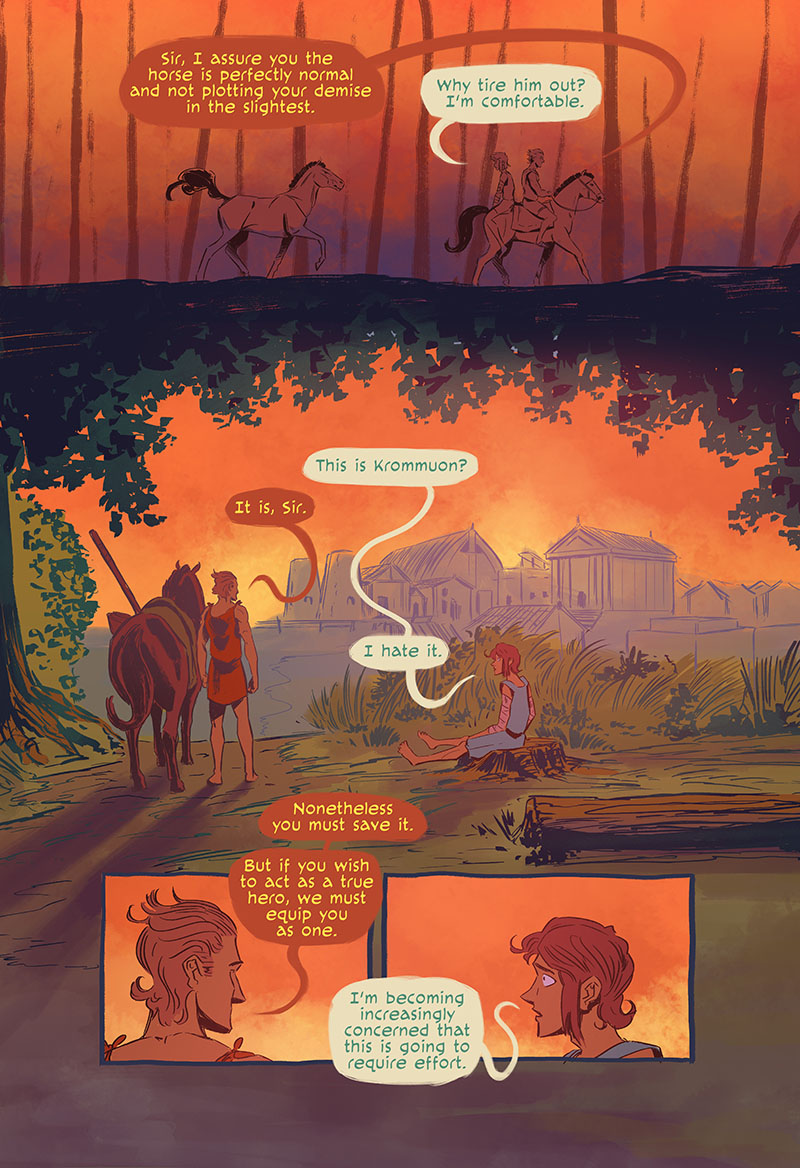 Sir, I assure you the
horse is perfectly normal
and not plotting your demise
in the slightest.
Why tire him out?
I'm comfortable.
This is Krommuon?
It is, Sir.
I hate it.
Nonetheless
you must save it.
But if you wish
to act as a true
hero, we must
equip you
as one.
I'm becoming
increasingly
concerned that
this is going to
require effort.